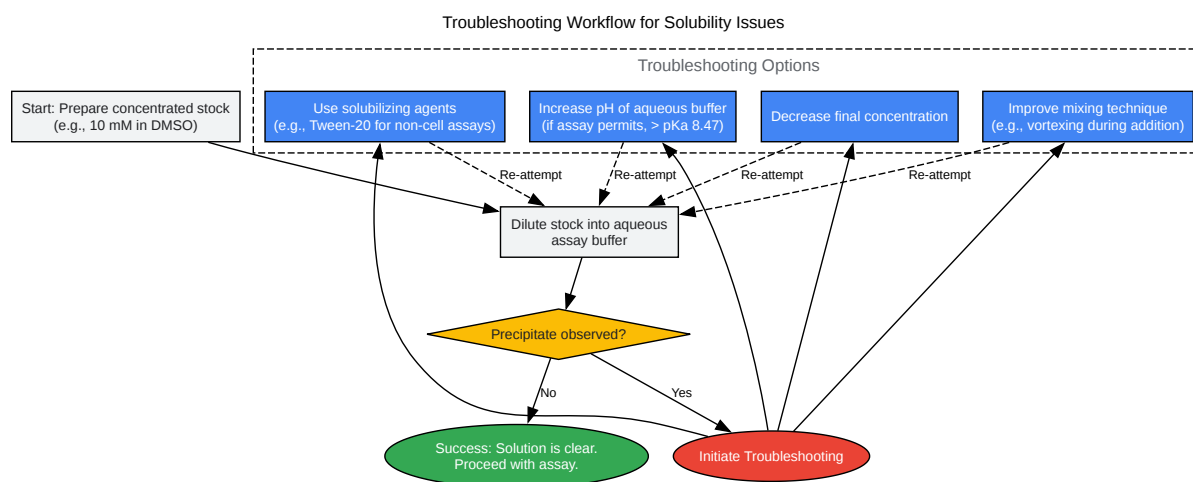 Troubleshooting Workflow for Solubility Issues
Troubleshooting Options
Start: Prepare concentrated stock
(e.g., 10 mM in DMSO)
Use solubilizing agents
(e.g., Tween-20 for non-cell assays)
Increase pH of aqueous buffer
(if assay permits, > pKa 8.47)
Decrease final concentration
Improve mixing technique
(e.g., vortexing during addition)
Re-attempt
Re-attempt
Re-attempt
Re-attempt
Dilute stock into aqueous
assay buffer
Precipitate observed?
No
Yes
Success: Solution is clear.
Proceed with assay.
Initiate Troubleshooting